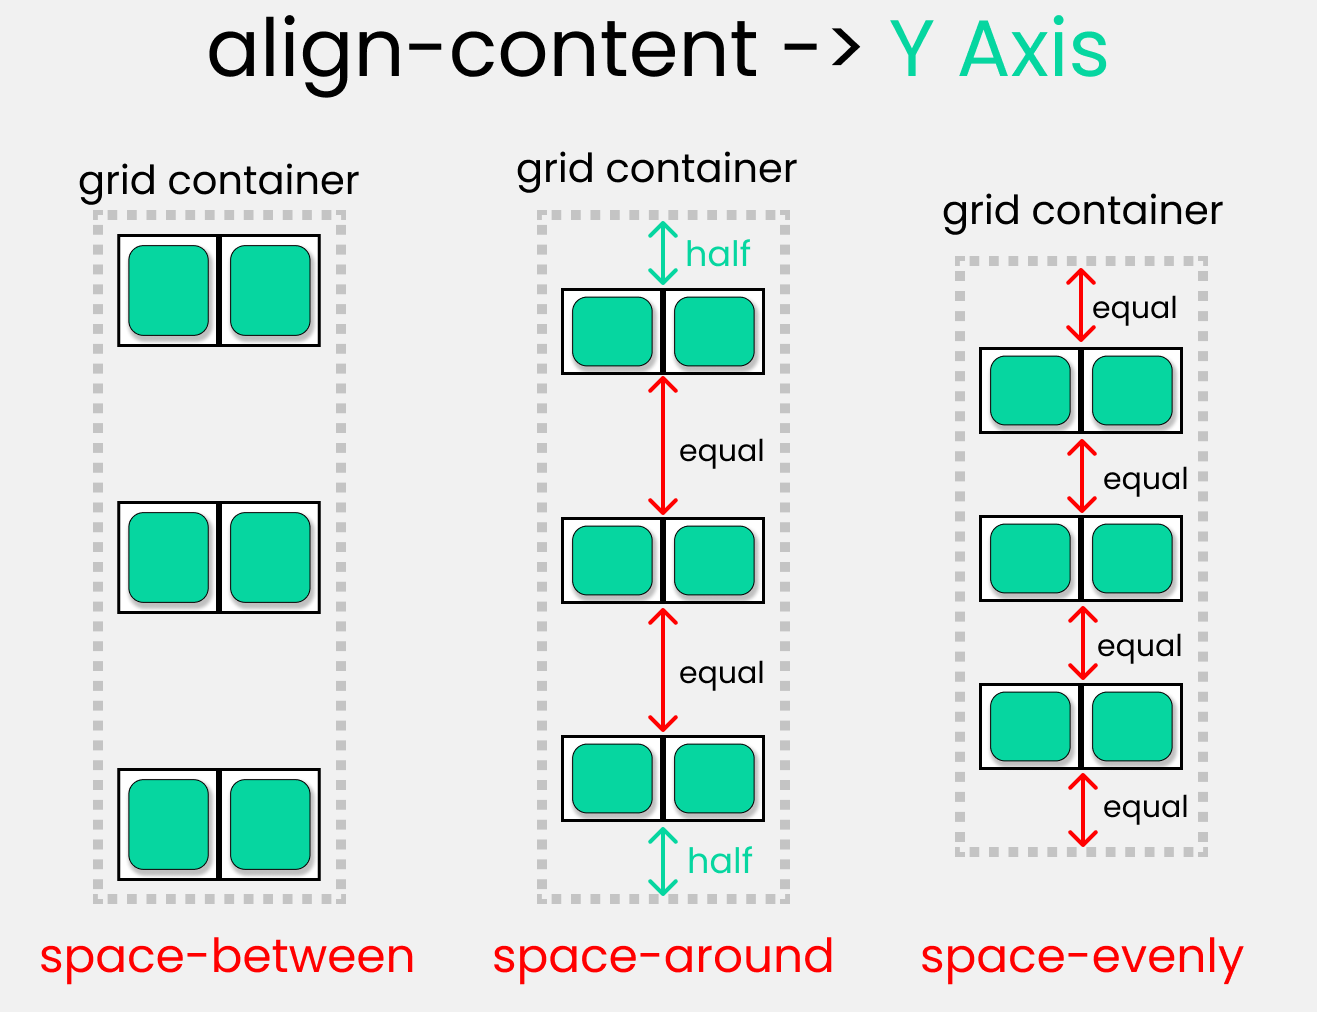 align-content -> Y Axis
grid container
grid container
grid container
half
equal
equal
equal
equal
equal
equal
half
space-between
space-around
space-evenly